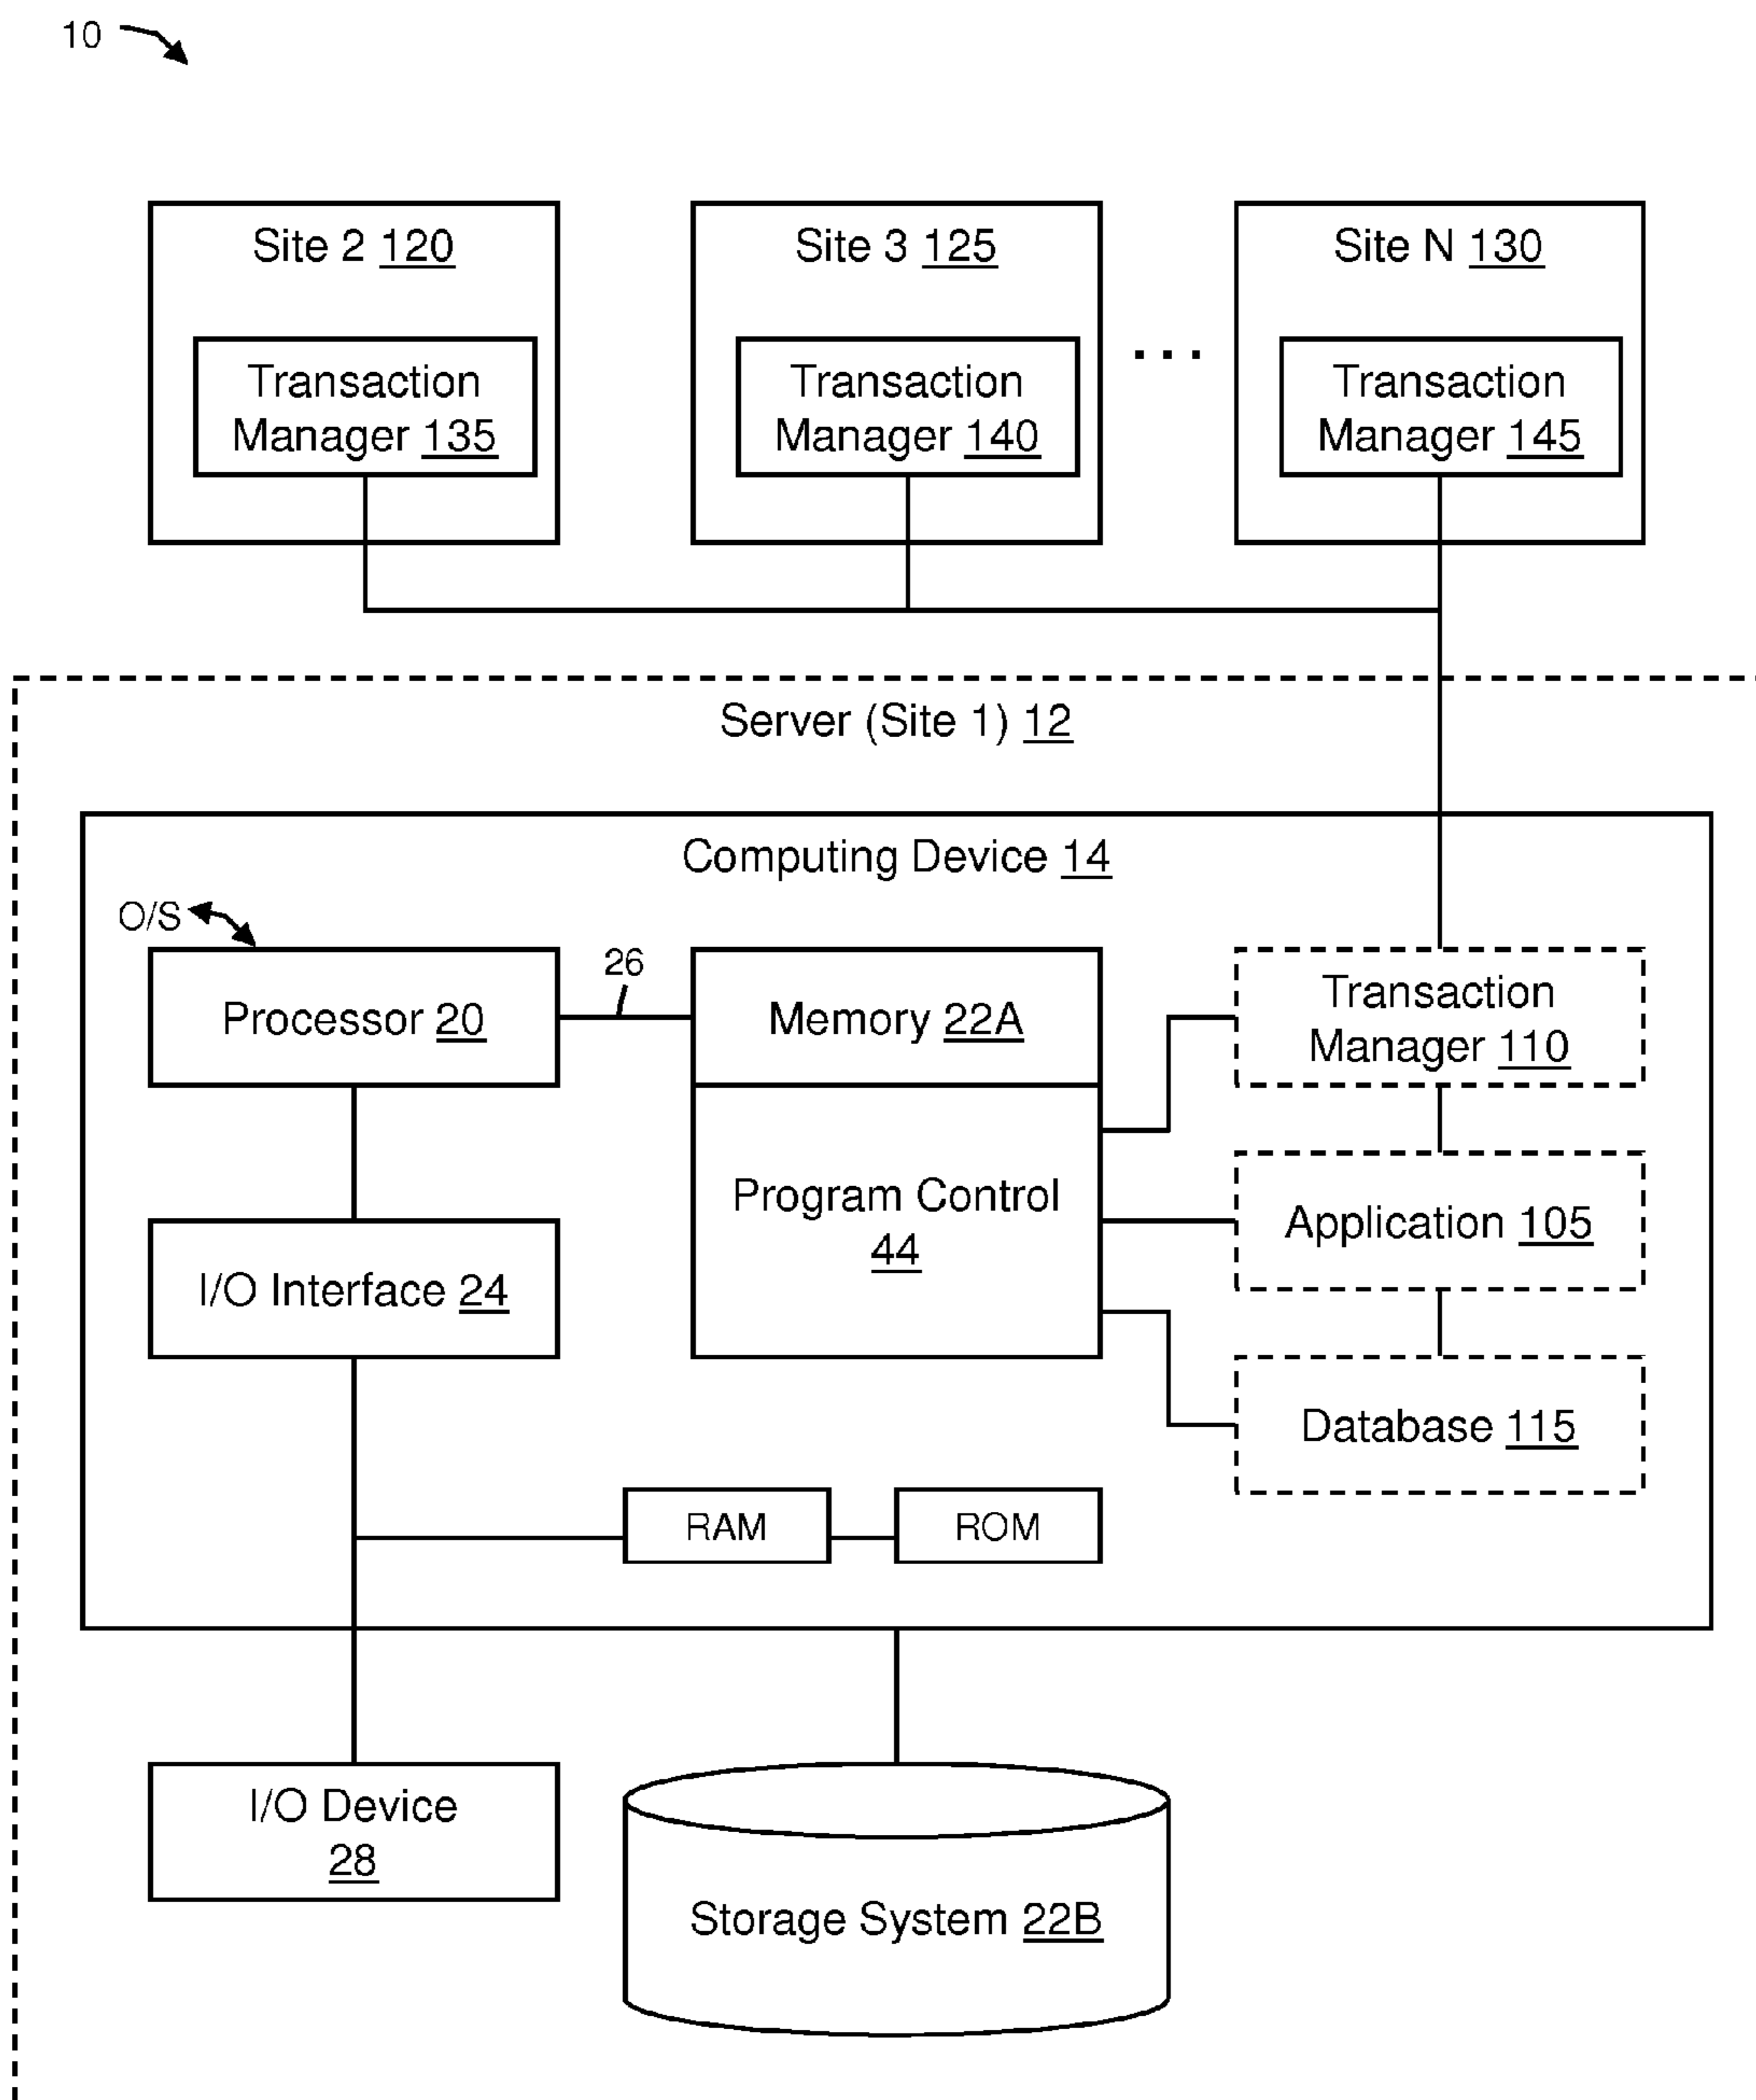 10
Site 2 120
Transaction
Manager 135
Site 3 125
Transaction
Manager 140
...
Site N 130
Transaction
Manager 145
Server (Site 1) 12
Computing Device 14
O/S
Processor 20
26
Memory 22A
Transaction
Manager 110
Program Control
44
Application 105
I/O Interface 24
Database 115
RAM
ROM
I/O Device
28
Storage System 22B